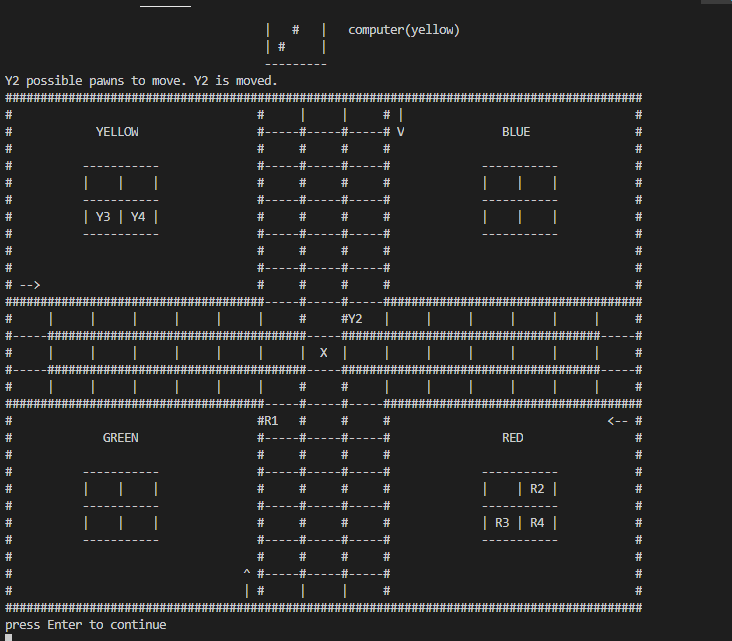 |   #   |   computer(yellow)
| #     |
---------
Y2 possible pawns to move. Y2 is moved.
###########################################################################################
#                                   #     |     |     # |                                 #
#            YELLOW                 #-----#-----#-----# V              BLUE               #
#                                   #     #     #     #                                   #
#          -----------              #     #     #     #             -----------           #
#          |    |    |              #     #     #     #             |    |    |           #
#          -----------              #-----#-----#-----#             -----------           #
#          | Y3 | Y4 |              #     #     #     #             |    |    |           #
#          -----------              #     #     #     #             -----------           #
#                                   #     #     #     #                                   #
#                                   #-----#-----#-----#                                   #
# -->                               #     #     #     #                                   #
#####################################-----#-----#-----#####################################
#     |     |     |     |     |     |     #     #Y2   |     |     |     |     |     |     #
#-----#####################################-----#####################################-----#
#     |     |     |     |     |     |     |  X  |     |     |     |     |     |     |     #
#-----#####################################-----#####################################-----#
#     |     |     |     |     |     |     #     #     |     |     |     |     |     |     #
#####################################-----#-----#-----#####################################
#                                   #R1   #     #     #                               <-- #
#             GREEN                 #-----#-----#-----#                RED                #
#                                   #     #     #     #                                   #
#          -----------              #     #     #     #             -----------           #
#          |    |    |              #     #     #     #             |    | R2 |           #
#          -----------              #-----#-----#-----#             -----------           #
#          |    |    |              #     #     #     #             | R3 | R4 |           #
#          -----------              #     #     #     #             -----------           #
#                                   #     #     #     #                                   #
#                                 ^ #-----#-----#-----#                                   #
#                                 | #     |     |     #                                   #
###########################################################################################
press Enter to continue